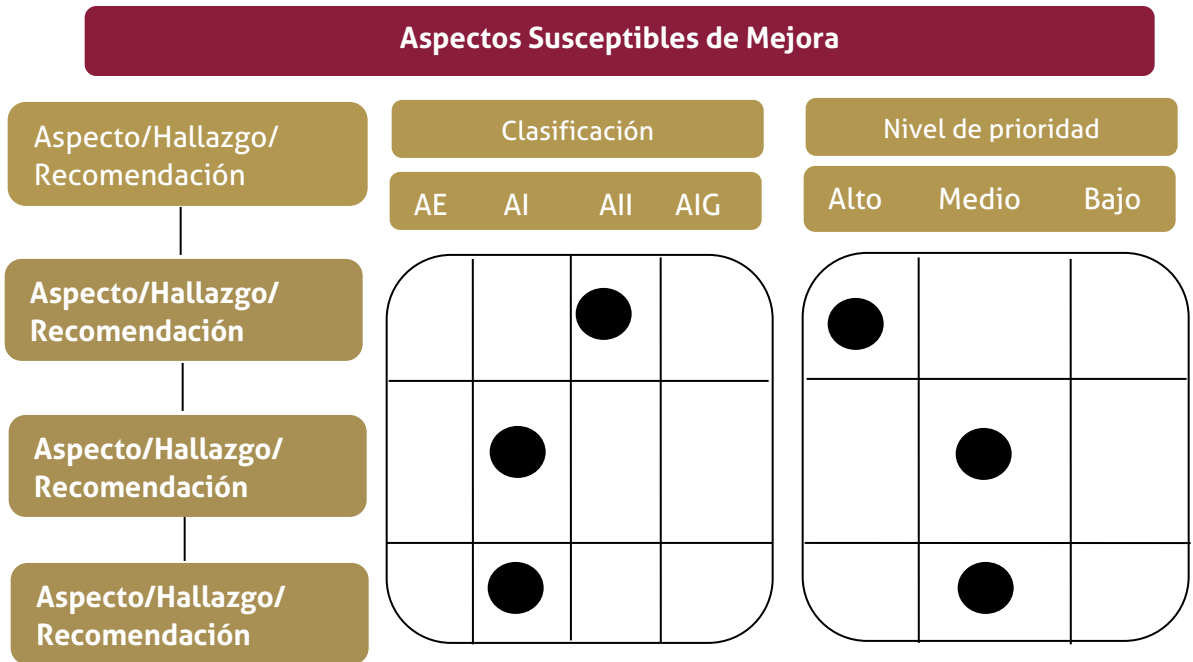 Aspectos Susceptibles de Mejora
Aspecto/Hallazgo/
Recomendación
Clasificación
Nivel de prioridad
AE AI AII AIG
Alto Medio Bajo
Aspecto/Hallazgo/
Recomendación
Aspecto/Hallazgo/
Recomendación
Aspecto/Hallazgo/
Recomendación